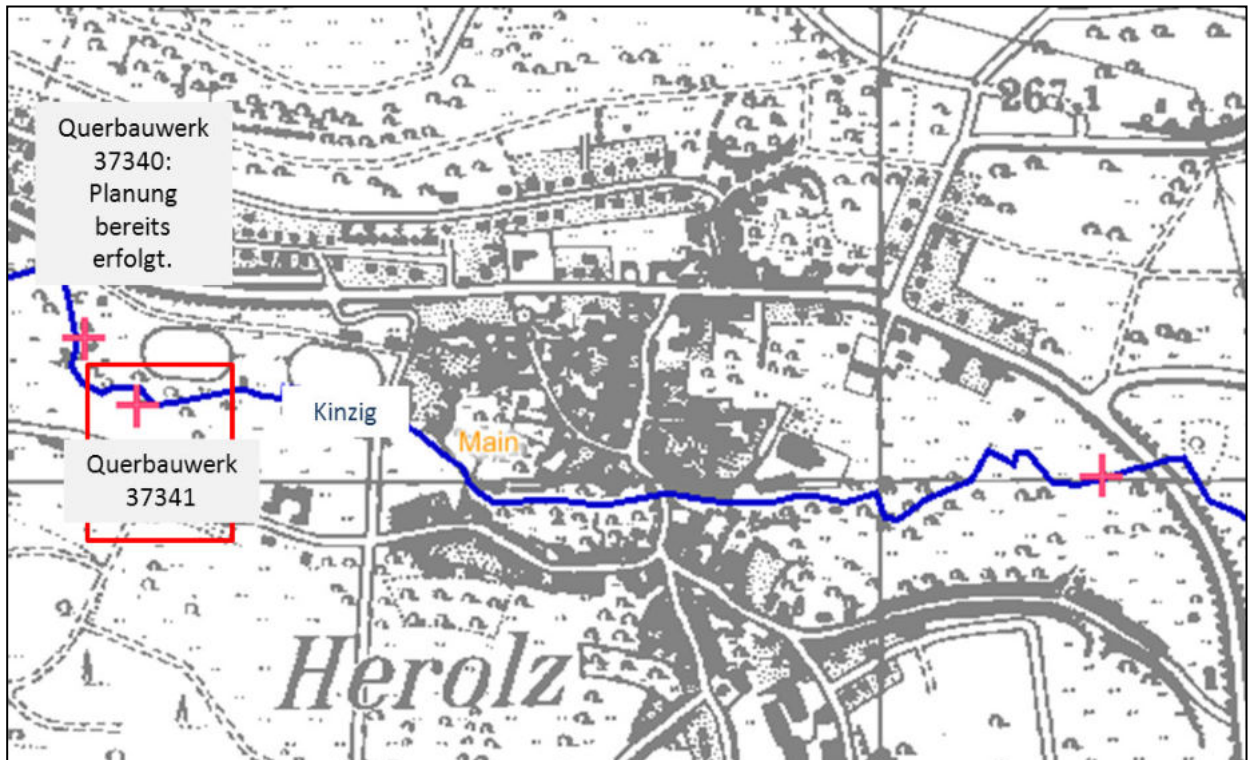 Querbauwerk
37340:
Planung
bereits
erfolgt.
267,1
Kinzig
Main
Querbauwerk
37341
Herolz